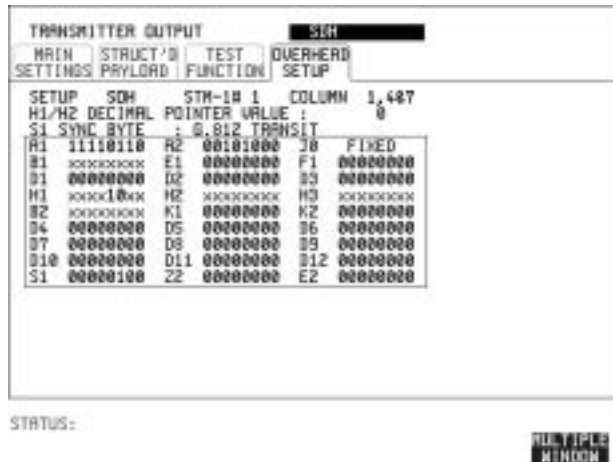 TRANSMITTER OUTPUT SDH
MAIN SETTINGS STRUCT'D PAYLOAD TEST FUNCTION OVERHEAD SETUP
SETUP SDH STM-1# 1 COLUMN 1,4&7
H1/H2 DECIMAL POINTER VALUE : 0
S1 SYNC BYTE : G.812 TRANSIT
A1 11110110 A2 00101000 J0 FIXED
B1 xxxxxxxx E1 00000000 F1 00000000
D1 00000000 D2 00000000 D3 00000000
H1 xxxx10xx H2 xxxxxxxx H3 xxxxxxxx
B2 xxxxxxxx K1 00000000 K2 00000000
D4 00000000 D5 00000000 D6 00000000
D7 00000000 D8 00000000 D9 00000000
D10 00000000 D11 00000000 D12 00000000
S1 00000100 Z2 00000000 E2 00000000
STATUS:
MULTIPLE
WINDOW